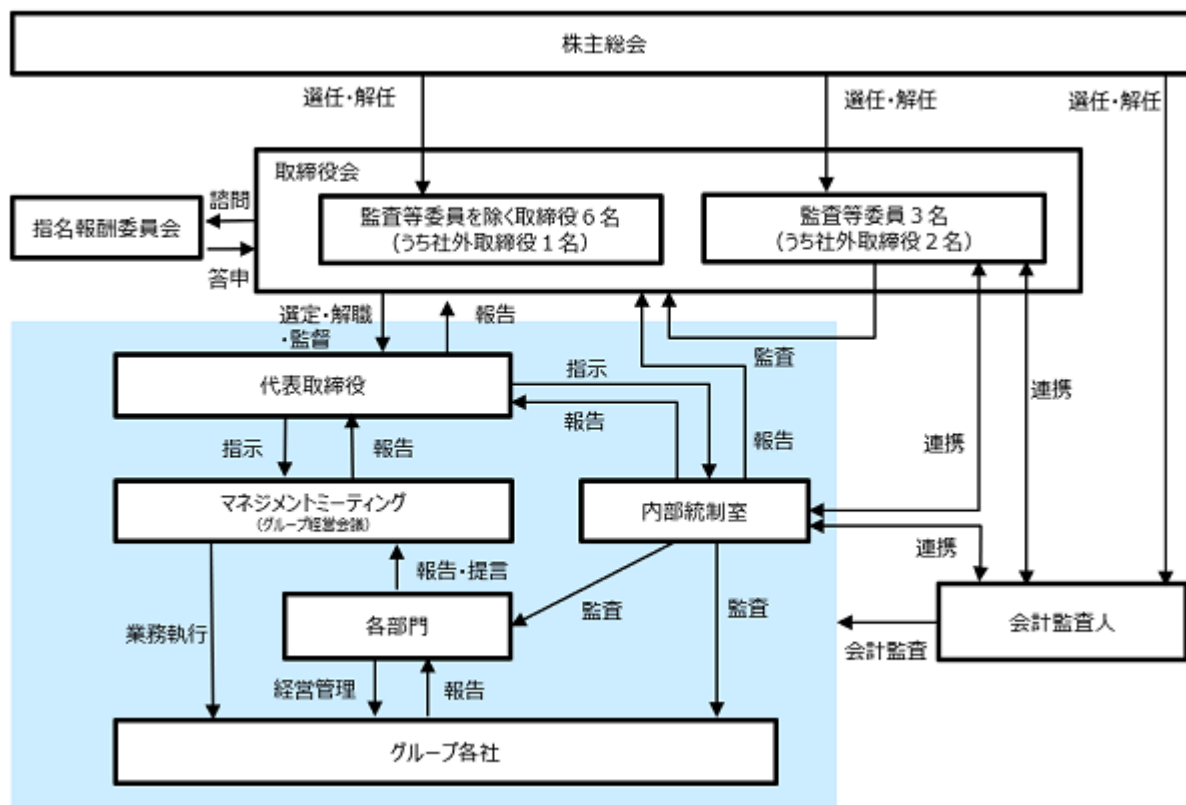 株主総会
選任・解任
選任・解任
選任・解任
取締役会
諮問
指名報酬委員会
答申
監査等委員を除く取締役６名
(うち社外取締役１名)
監査等委員３名
(うち社外取締役２名)
選定・解職
・監督
報告
監査
代表取締役
指示
報告
連携
指示
報告
報告
連携
マネジメントミーティング
(グループ経営会議)
内部統制室
連携
報告・提言
監査
監査
業務執行
各部門
会計監査人
会計監査
経営管理
報告
グループ各社